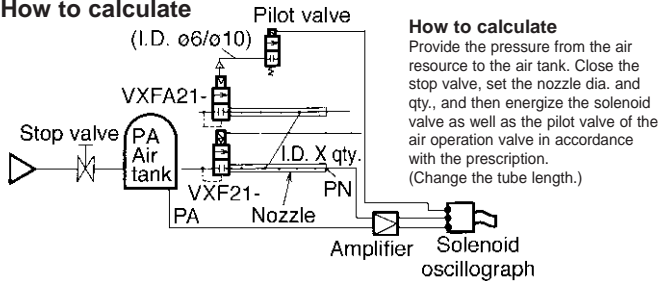 How to calculate
Pilot valve
(I.D. ø6/ø10)
VXFA21-
Stop valve
PA
Air
tank
I.D. X qty.
VXF21-
PN
PA
Nozzle
Amplifier
Solenoid
oscillograph
How to calculate
Provide the pressure from the air
resource to the air tank. Close the
stop valve, set the nozzle dia. and
qty., and then energize the solenoid
valve as well as the pilot valve of the
air operation valve in accordance
with the prescription.
(Change the tube length.)